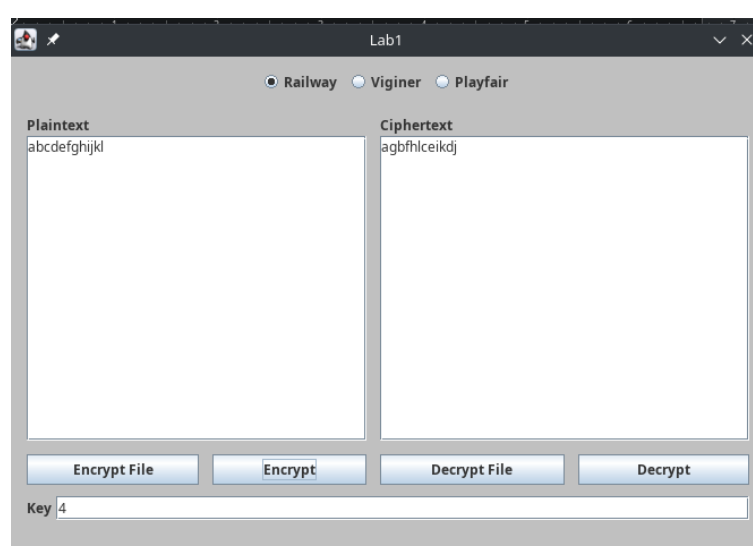 Lab1
Railway Viginer Playfair
Plaintext Ciphertext
abcdefghijkl agbfhlceikdj
Encrypt File Encrypt Decrypt File Decrypt
Key 4